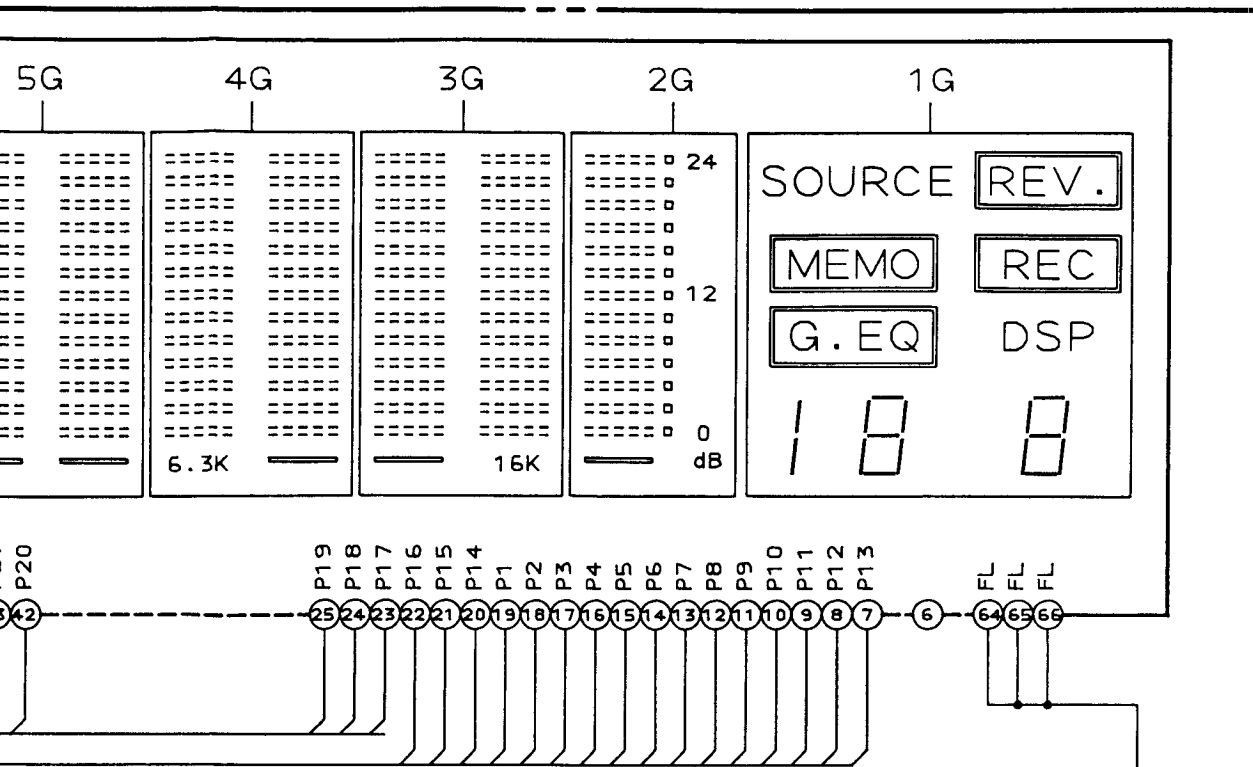 5G 4G 3G 2G 1G
24 SOURCE REV.
MEMO REC
12
G.EQ DSP
18 8
0
6.3K 16K dB
P20 P19 P18 P17 P16 P15 P14 P1 P2 P3 P4 P5 P6 P7 P8 P9 P10 P11 P12 P13 FL FL FL
42 25 24 23 22 21 20 19 18 17 16 15 14 13 12 11 10 9 8 7 6 64 65 66